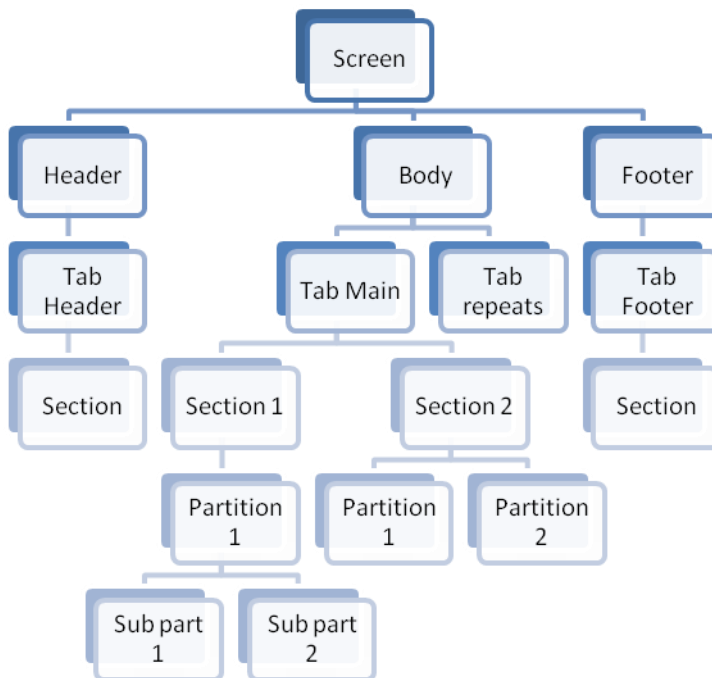 Screen
Header
Body
Footer
Tab
Header
Tab Main
Tab
repeats
Tab
Footer
Section
Section 1
Section 2
Section
Partition
1
Partition
1
Partition
2
Sub part
1
Sub part
2